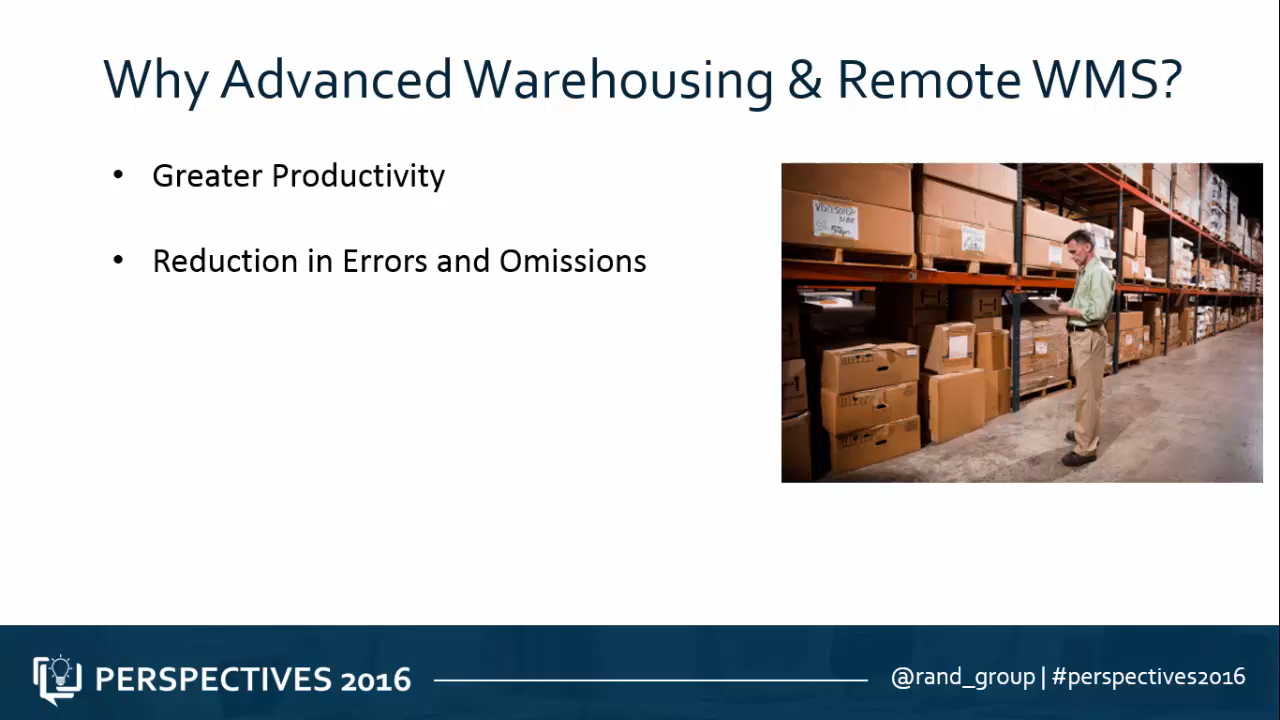 Why Advanced Warehousing & Remote WMS?
• Greater Productivity
• Reduction in Errors and Omissions
PERSPECTIVES 2016
@rand_group | #perspectives2016